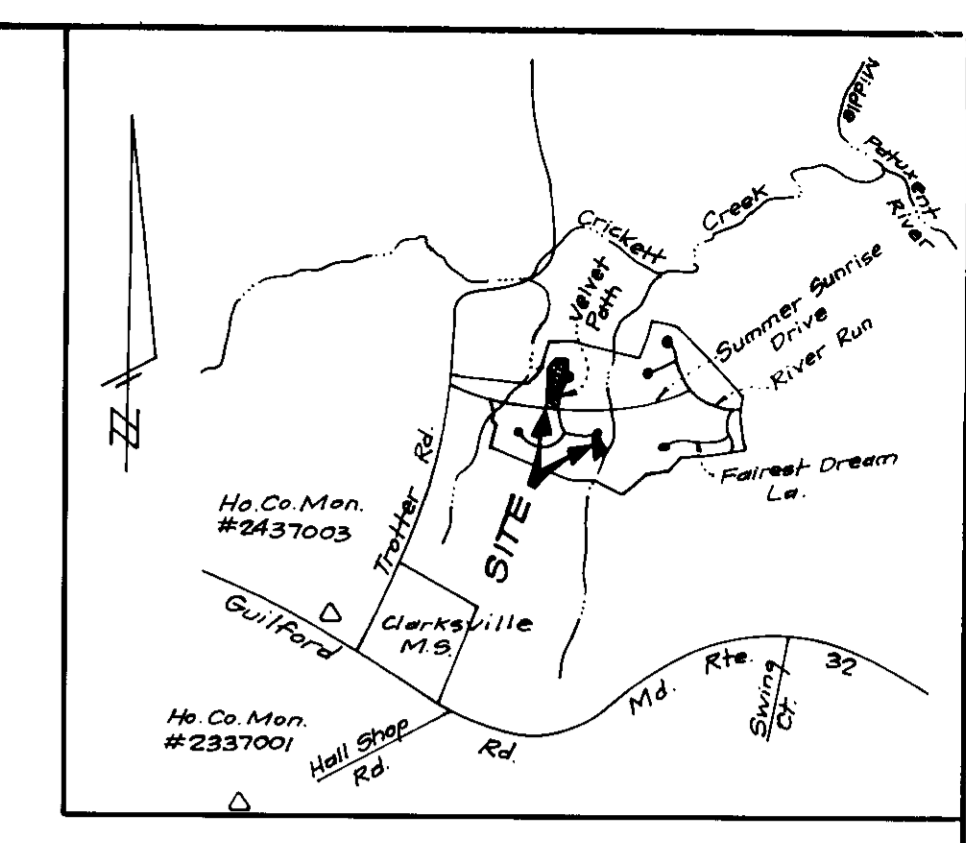 Middle
Patuxent
River
Crickett
Creek
Velvet
Path
Summer Sunrise
Drive
River Run
N
Fairest Dream
La.
SITE
Trotter Rd.
Ho. Co. Mon.
#2437003
Guilford
Clarksville
M.S.
Md. Rte. 32
Swing
Ct.
Ho. Co. Mon.
#2337001
Hall Shop
Rd.
Rd.